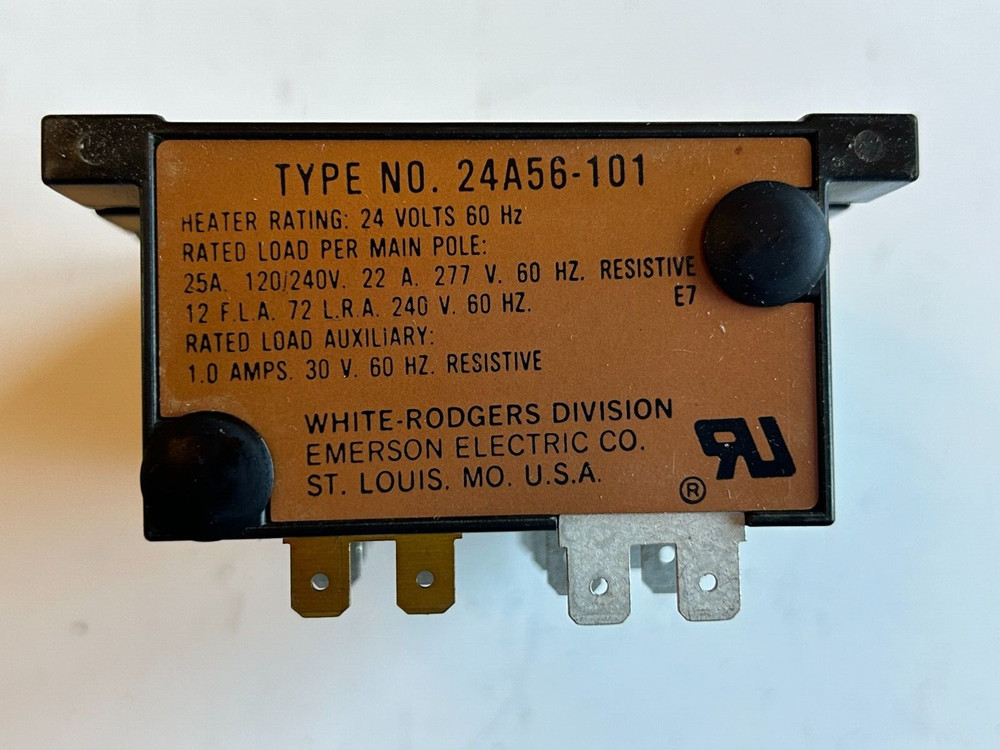 TYPE NO. 24A56-101
HEATER RATING: 24 VOLTS 60 Hz
RATED LOAD PER MAIN POLE:
25A. 120/240V. 22 A. 277 V. 60 HZ. RESISTIVE
12 F.L.A. 72 L.R.A. 240 V. 60 HZ. E7
RATED LOAD AUXILIARY:
1.0 AMPS. 30 V. 60 HZ. RESISTIVE
WHITE-RODGERS DIVISION
EMERSON ELECTRIC CO.
ST. LOUIS, MO. U.S.A.
RU
®